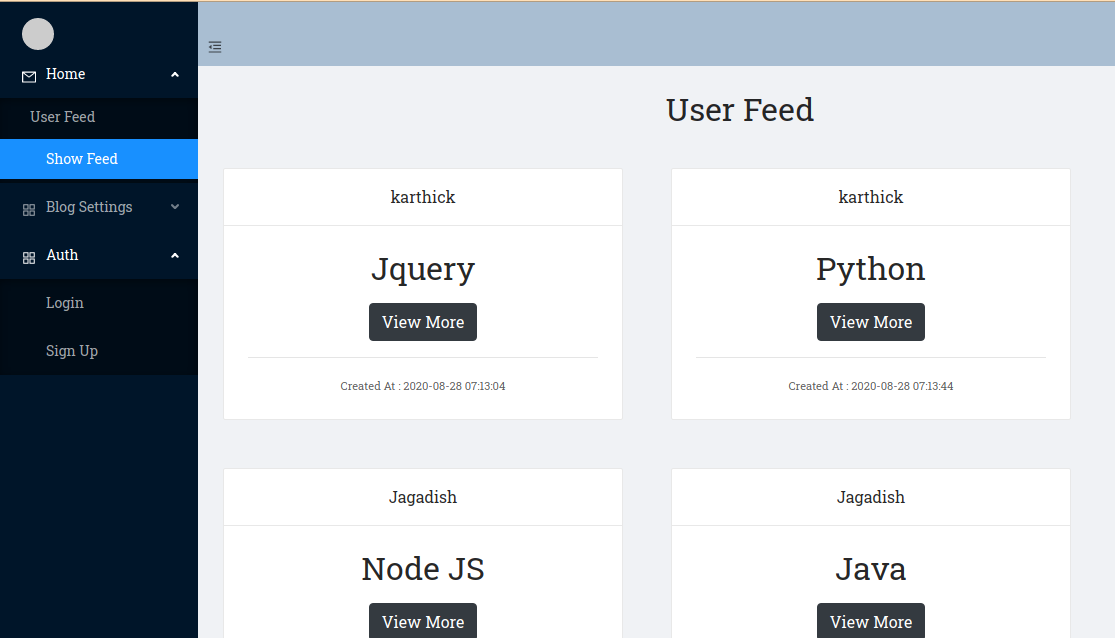 Home
User Feed
Show Feed
Blog Settings
Auth
Login
Sign Up
User Feed
karthick
Jquery
View More
Created At : 2020-08-28 07:13:04
karthick
Python
View More
Created At : 2020-08-28 07:13:44
Jagadish
Node JS
View More
Jagadish
Java
View More